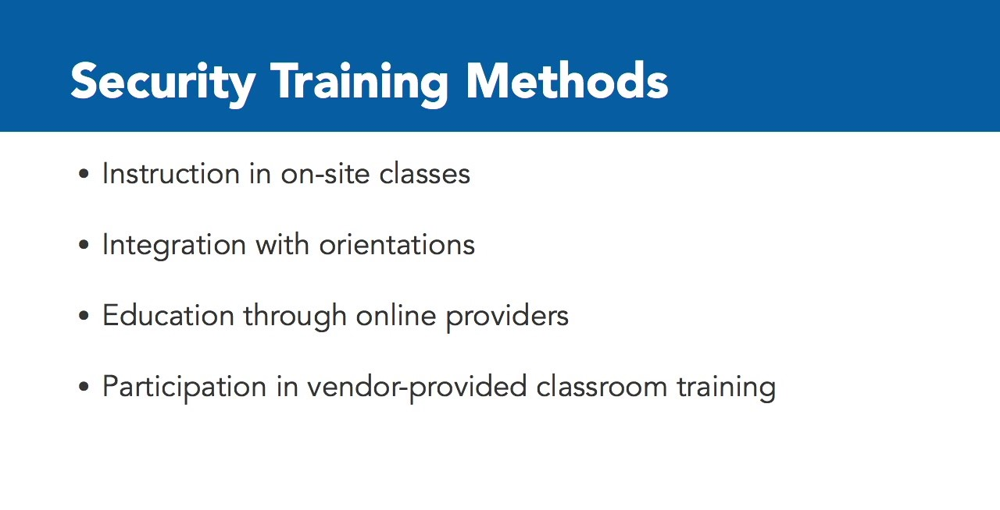 Security Training Methods
• Instruction in on-site classes
• Integration with orientations
• Education through online providers
• Participation in vendor-provided classroom training